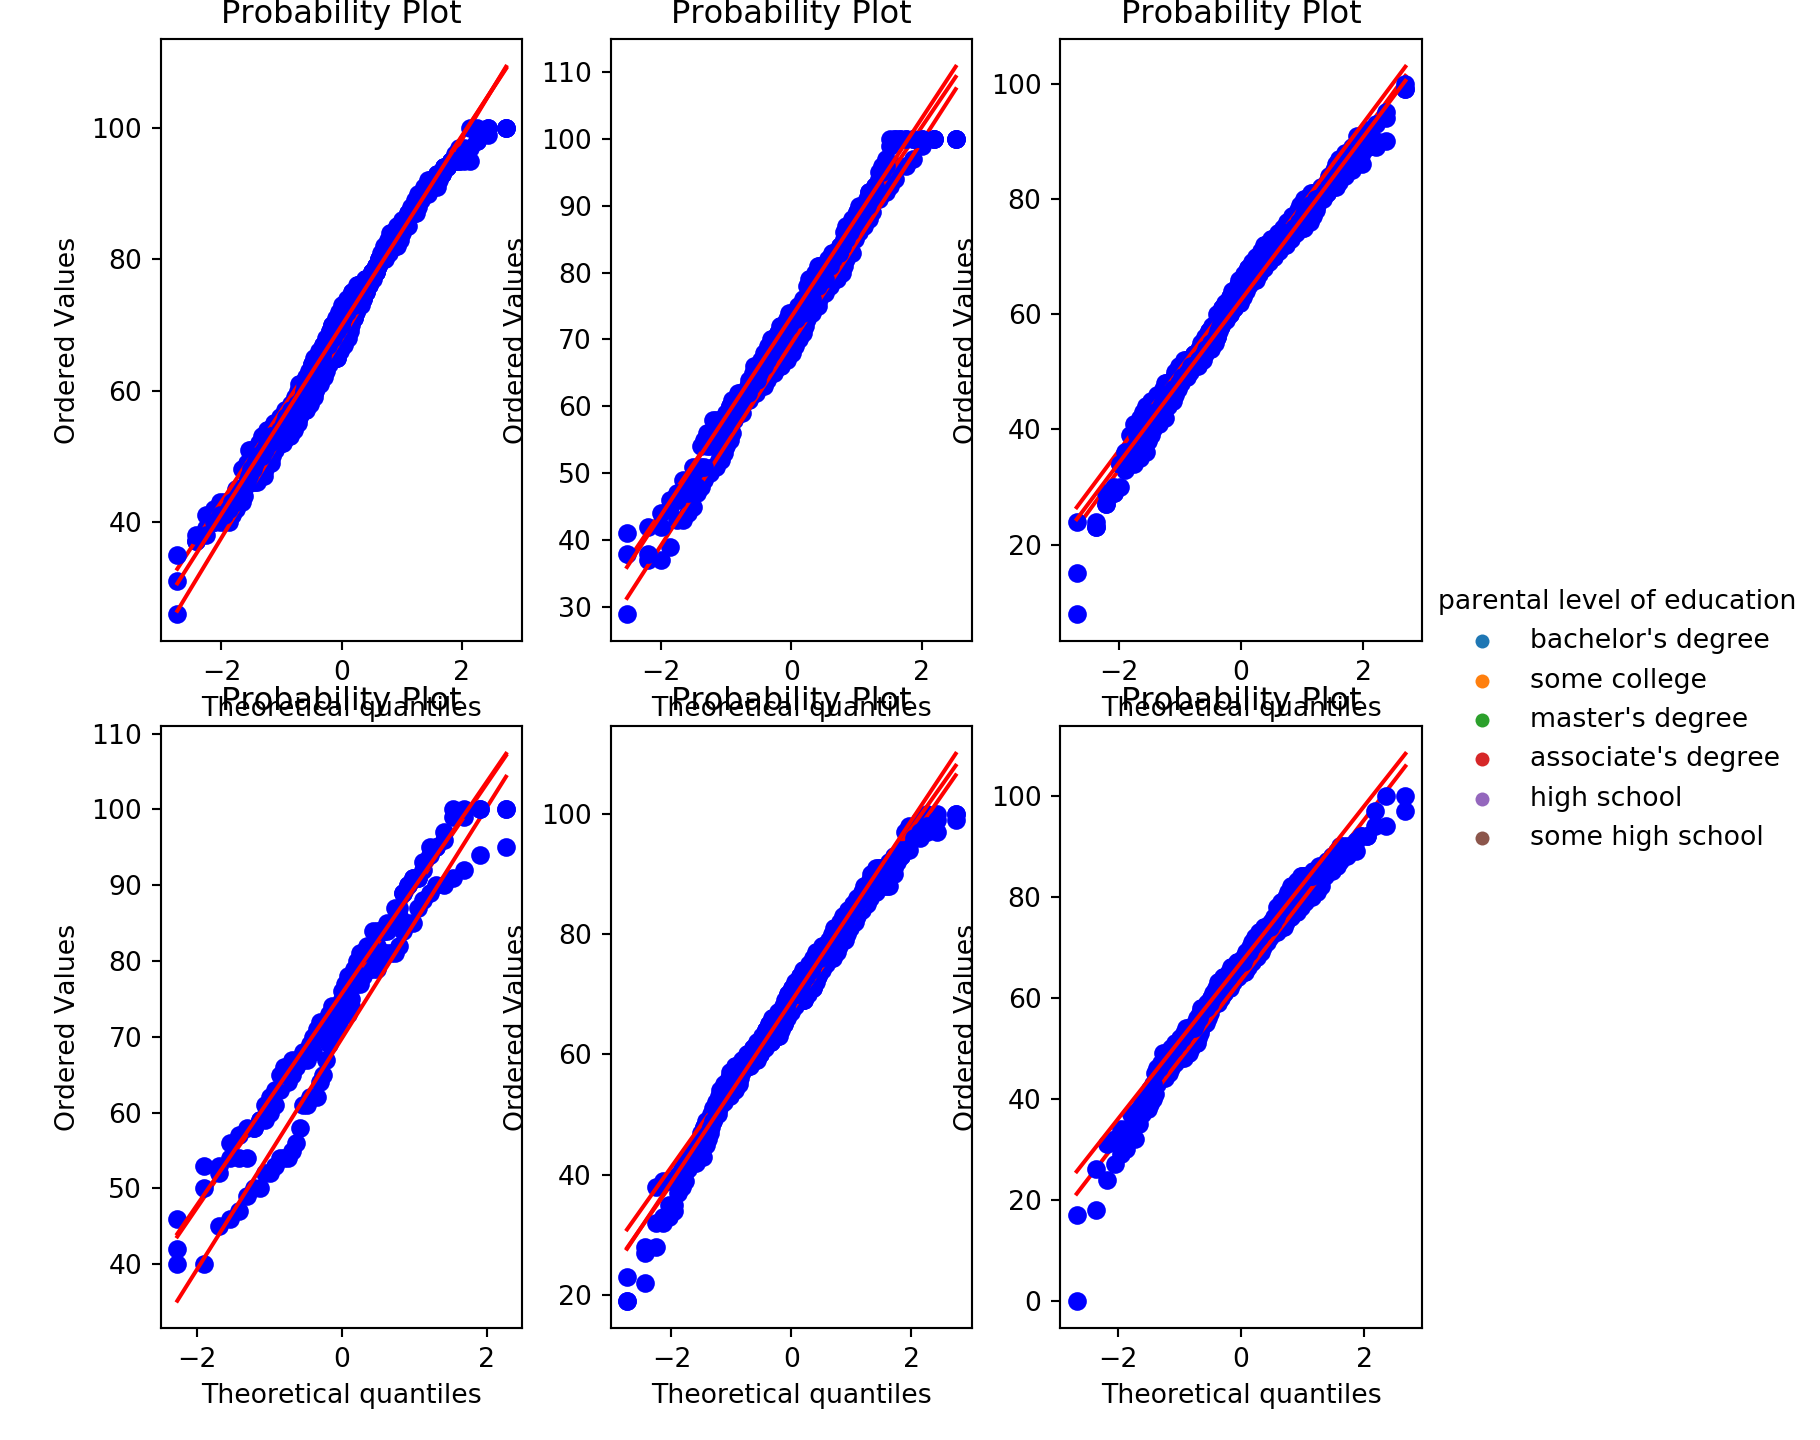 Probability Plot
Probability Plot
Probability Plot
Ordered Values
100
80
60
40
−2
0
2
Theoretical quantiles
Ordered Values
110
100
90
80
70
60
50
40
30
−2
0
2
Theoretical quantiles
Ordered Values
100
80
60
40
20
−2
0
2
Theoretical quantiles
Probability Plot
Probability Plot
Probability Plot
Ordered Values
110
100
90
80
70
60
50
40
−2
0
2
Theoretical quantiles
Ordered Values
100
80
60
40
20
−2
0
2
Theoretical quantiles
Ordered Values
100
80
60
40
20
0
−2
0
2
Theoretical quantiles
parental level of education
bachelor's degree
some college
master's degree
associate's degree
high school
some high school